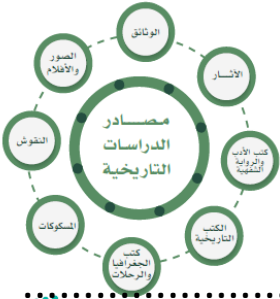 مصادر
الدراسات
التاريخية
الوثائق
الآثار
كتب الأدب
والرواية
الشفهية
الكتب
التاريخية
كتب
الجغرافيا
والرحلات
المسكوكات
النقوش
الصور
والأفلام